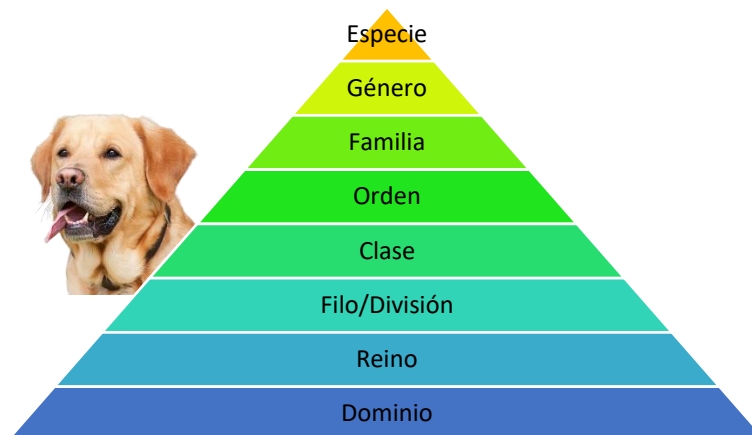 Especie
Género
Familia
Orden
Clase
Filo/División
Reino
Dominio